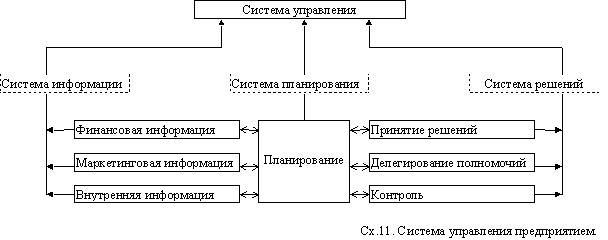 Система управления
Система информации
Система планирования
Система решений
Финансовая информация
Принятие решений
Маркетинговая информация
Планирование
Делегирование полномочий
Внутренняя информация
Контроль
Сх.11. Система управления предприятием.